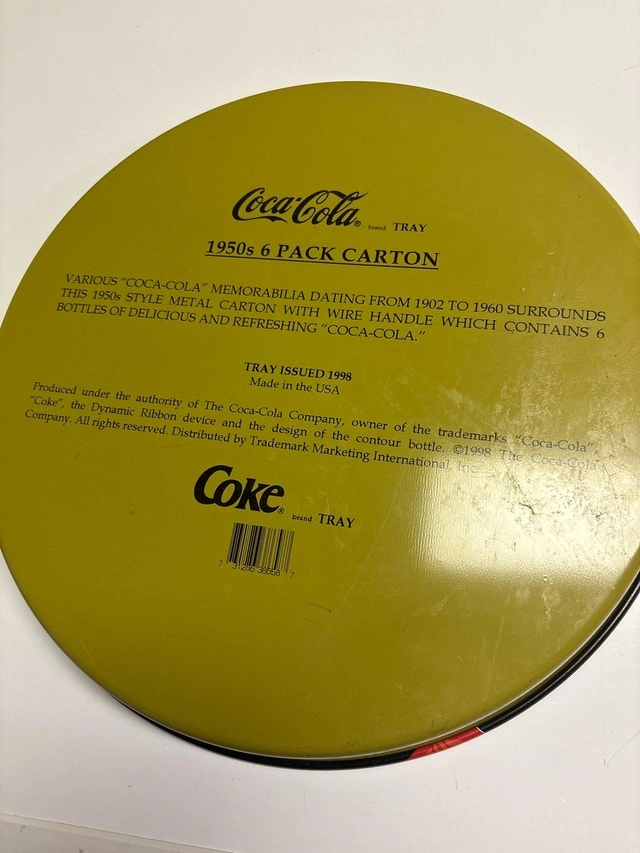 Coca-Cola® brand TRAY
1950s 6 PACK CARTON
VARIOUS "COCA-COLA" MEMORABILIA DATING FROM 1902 TO 1960 SURROUNDS
THIS 1950s STYLE METAL CARTON WITH WIRE HANDLE WHICH CONTAINS 6
BOTTLES OF DELICIOUS AND REFRESHING "COCA-COLA."
TRAY ISSUED 1998
Made in the USA
Produced under the authority of The Coca-Cola Company, owner of the trademarks "Coca-Cola",
"Coke", the Dynamic Ribbon device and the design of the contour bottle. ©1998 The Coca-Cola
Company. All rights reserved. Distributed by Trademark Marketing International, Inc.
Coke® brand TRAY